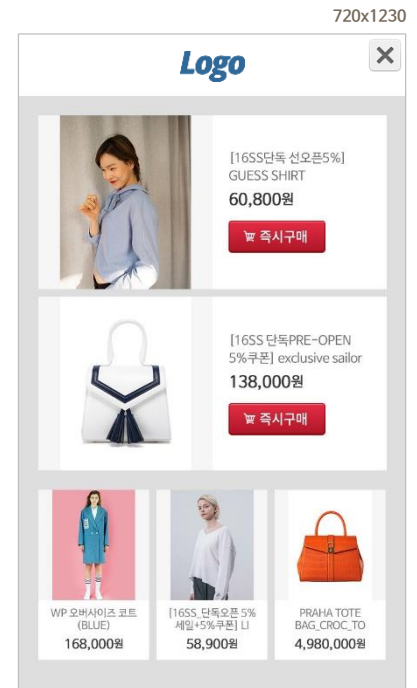 720x1230
Logo
[16SS단독 선오픈5%]
GUESS SHIRT
60,800원
즉시구매
[16SS 단독PRE-OPEN
5%쿠폰] exclusive sailor
138,000원
즉시구매
WP 오버사이즈 코트
(BLUE)
168,000원
[16SS_단독오픈 5%
세일+5%쿠폰] LI
58,900원
PRAHA TOTE
BAG_CROC_TO
4,980,000원